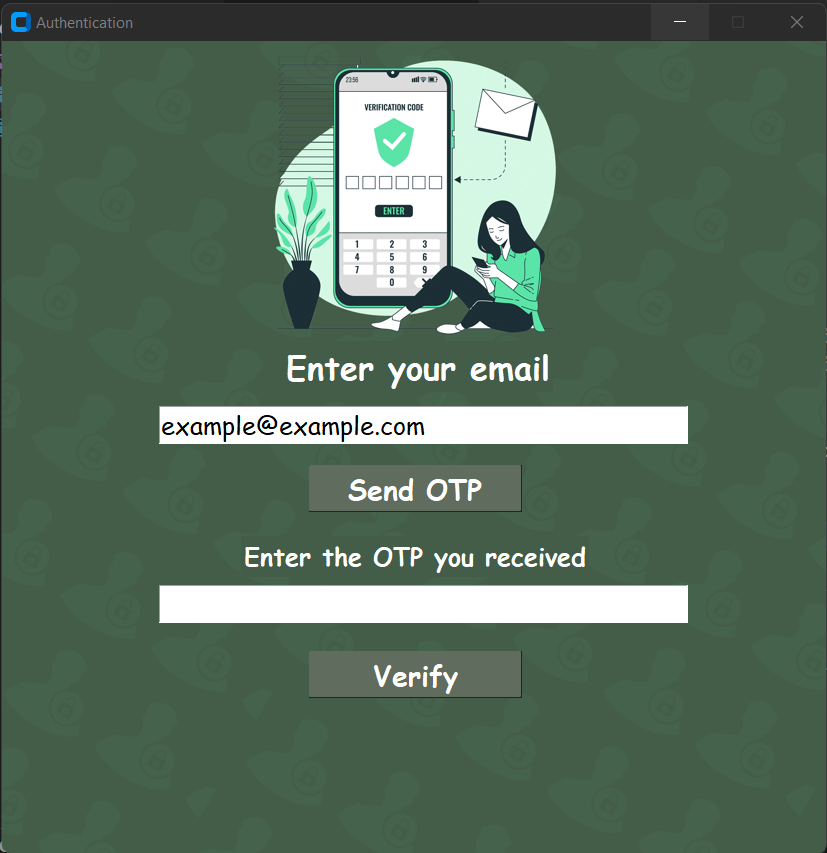 Authentication
23:56
VERIFICATION CODE
ENTER
1 2 3
4 5 6
7 8 9
0
Enter your email
example@example.com
Send OTP
Enter the OTP you received
Verify